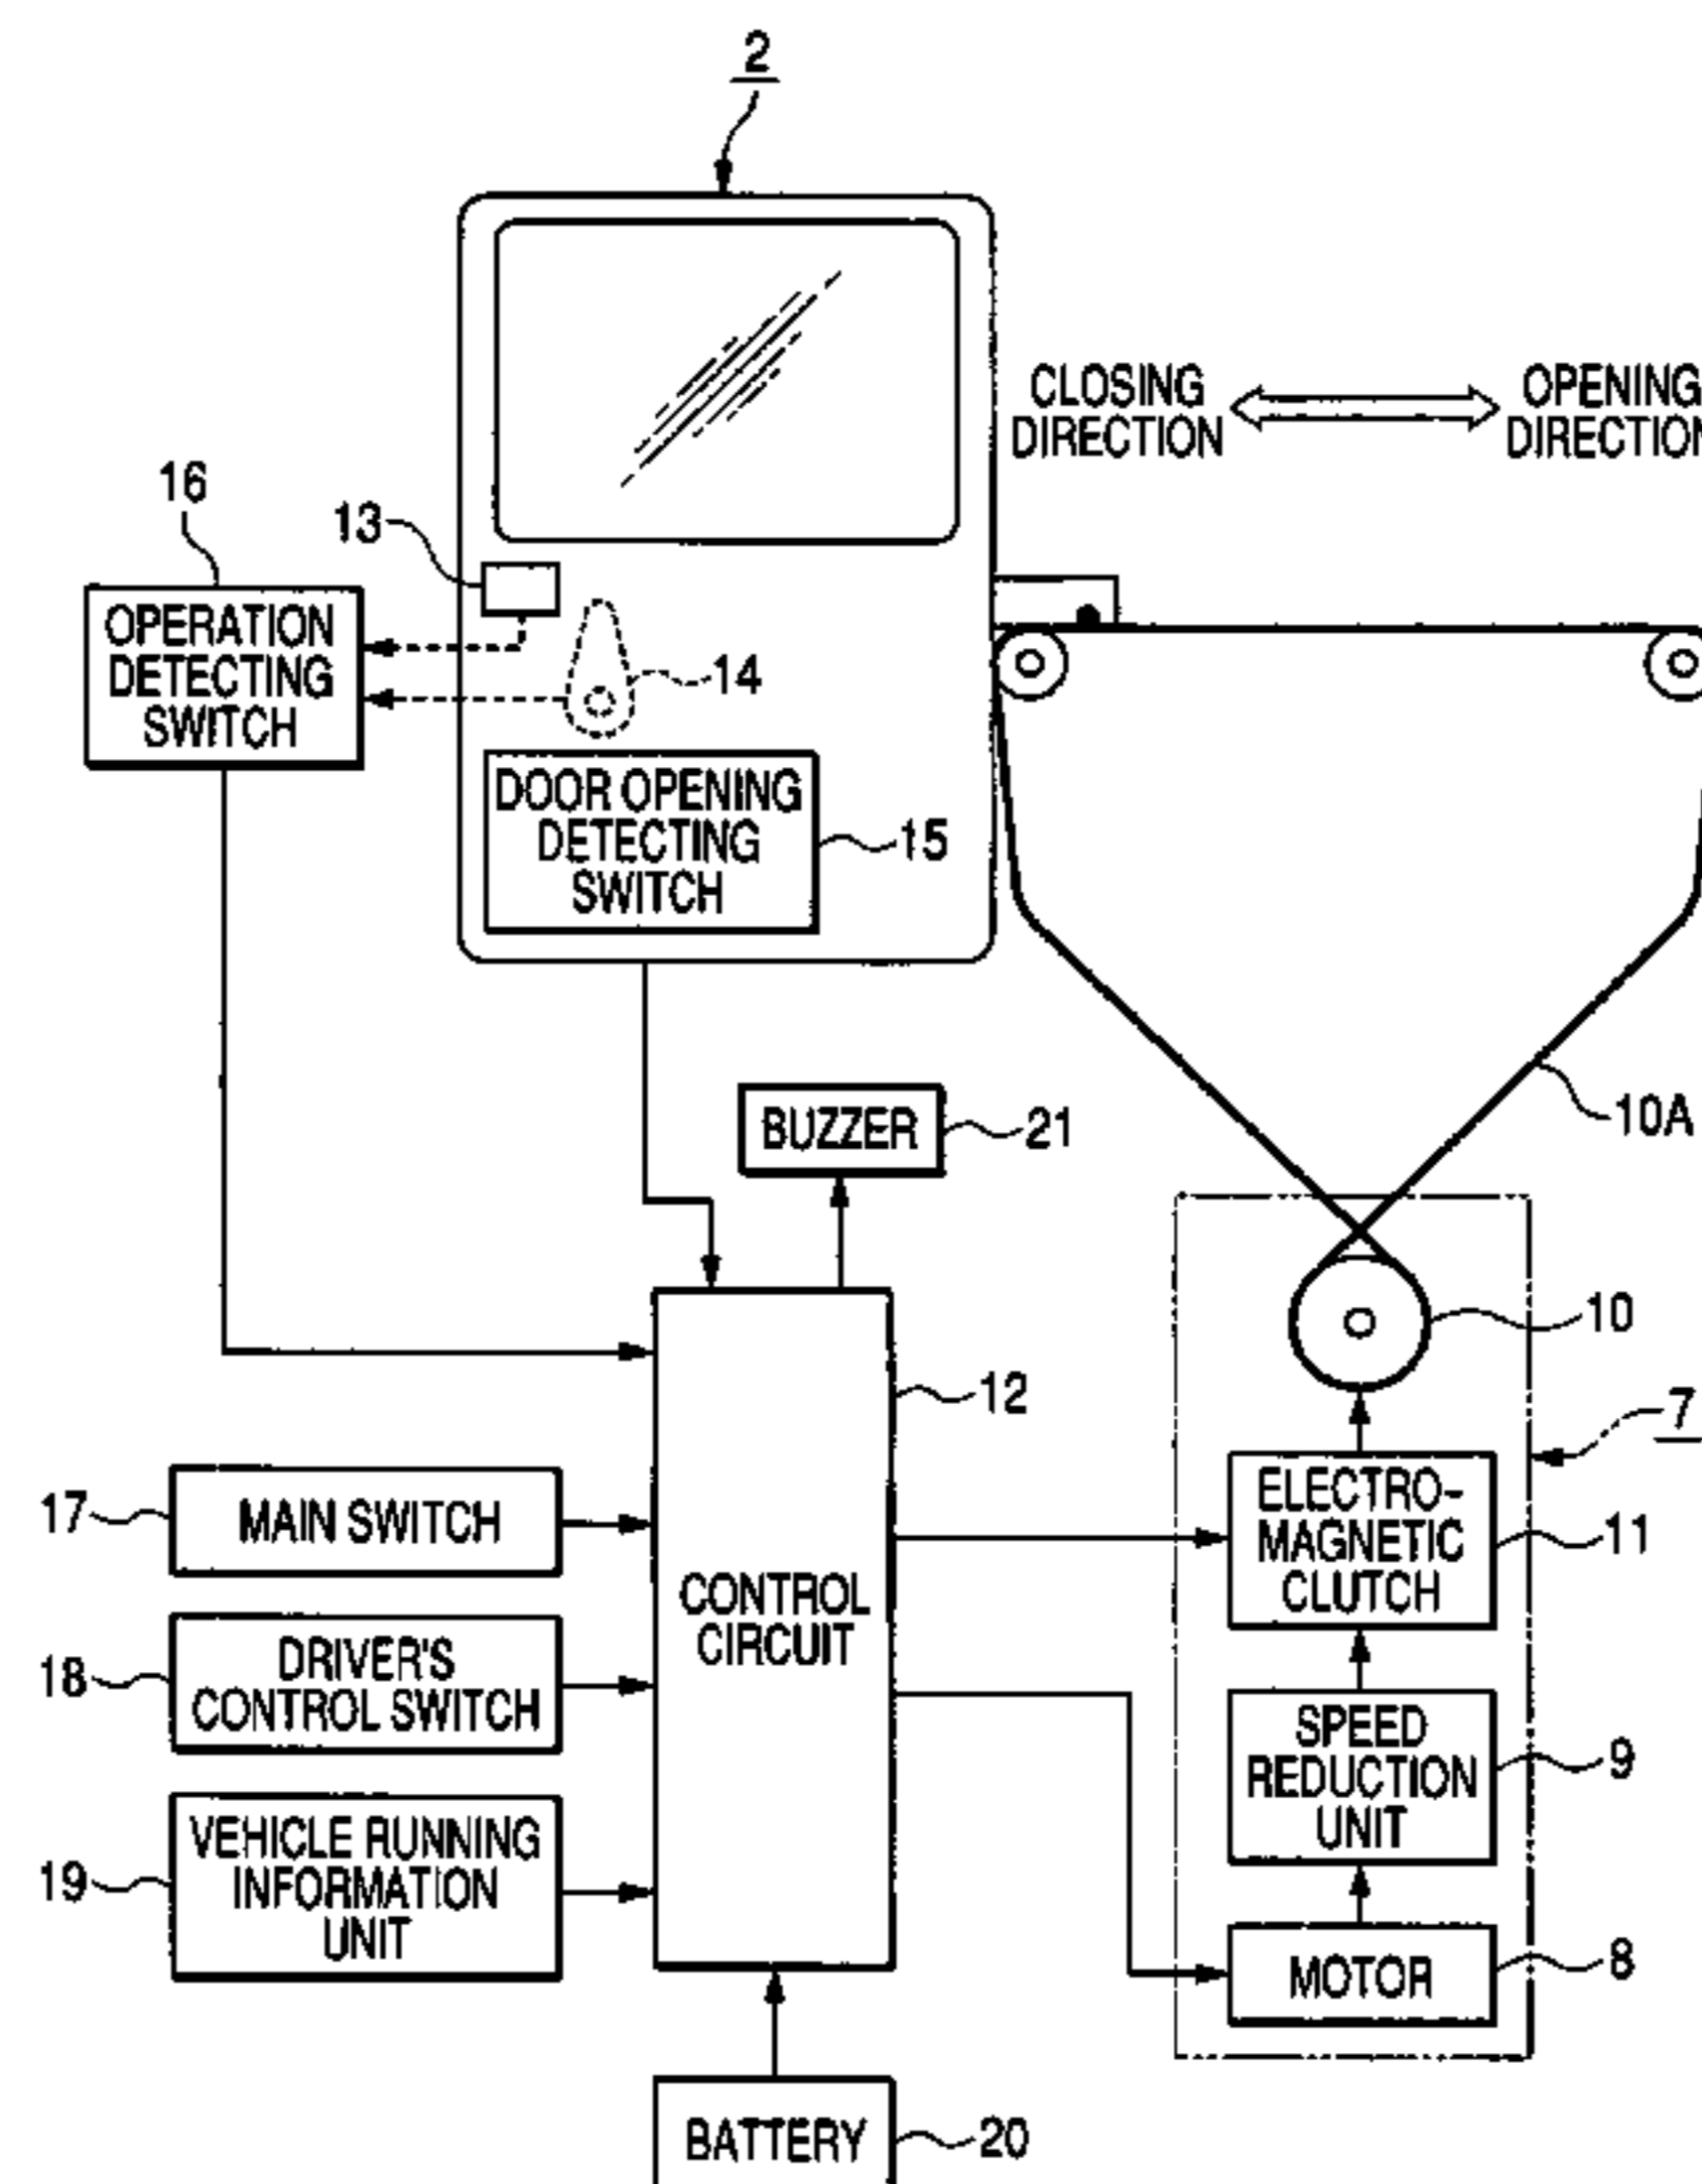 2
CLOSING
DIRECTION
OPENING
DIRECTION
16
13
OPERATION
DETECTING
SWITCH
14
DOOR OPENING
DETECTING
SWITCH
15
BUZZER
21
10A
10
12
7
17
MAIN SWITCH
ELECTRO-
MAGNETIC
CLUTCH
11
CONTROL
CIRCUIT
18
DRIVER'S
CONTROL SWITCH
SPEED
REDUCTION
UNIT
9
19
VEHICLE RUNNING
INFORMATION
UNIT
MOTOR
8
BATTERY
20